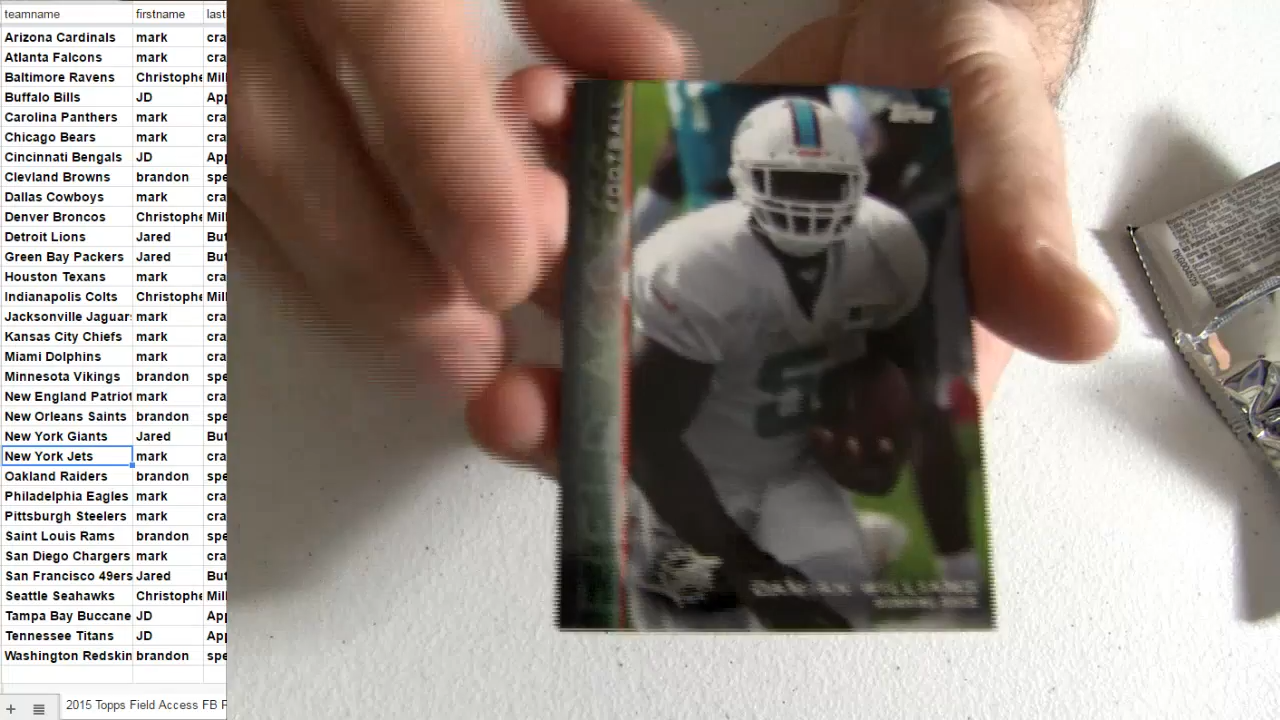 teamname firstname last
Arizona Cardinals mark cra
Atlanta Falcons mark cra
Baltimore Ravens Christophe Mill
Buffalo Bills JD App
Carolina Panthers mark cra
Chicago Bears mark cra
Cincinnati Bengals JD App
Clevland Browns brandon spe
Dallas Cowboys mark cra
Denver Broncos Christophe Mill
Detroit Lions Jared But
Green Bay Packers Jared But
Houston Texans mark cra
Indianapolis Colts Christophe Mill
Jacksonville Jaguar mark cra
Kansas City Chiefs mark cra
Miami Dolphins mark cra
Minnesota Vikings brandon spe
New England Patriot mark cra
New Orleans Saints brandon spe
New York Giants Jared But
New York Jets mark cra
Oakland Raiders brandon spe
Philadelphia Eagles mark cra
Pittsburgh Steelers mark cra
Saint Louis Rams brandon spe
San Diego Chargers mark cra
San Francisco 49ers Jared But
Seattle Seahawks Christophe Mill
Tampa Bay Buccane JD App
Tennessee Titans JD App
Washington Redskin brandon spe
2015 Topps Field Access FB F
TOPPS
FIELD ACCESS FOOTBALL
WILLIAMS